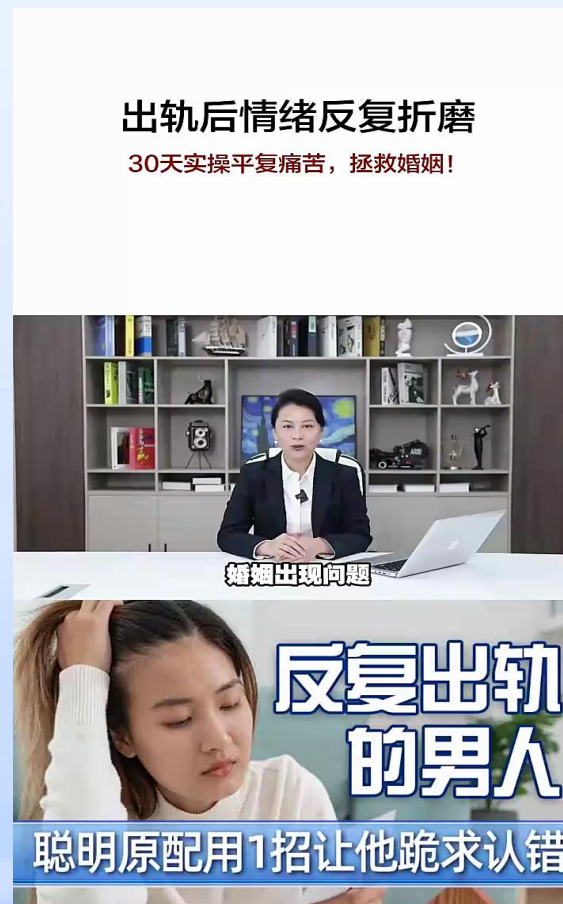 出轨后情绪反复折磨
30天实操平复痛苦，拯救婚姻！
婚姻出现问题
反复出轨
的男人
聪明原配用1招让他跪求认错